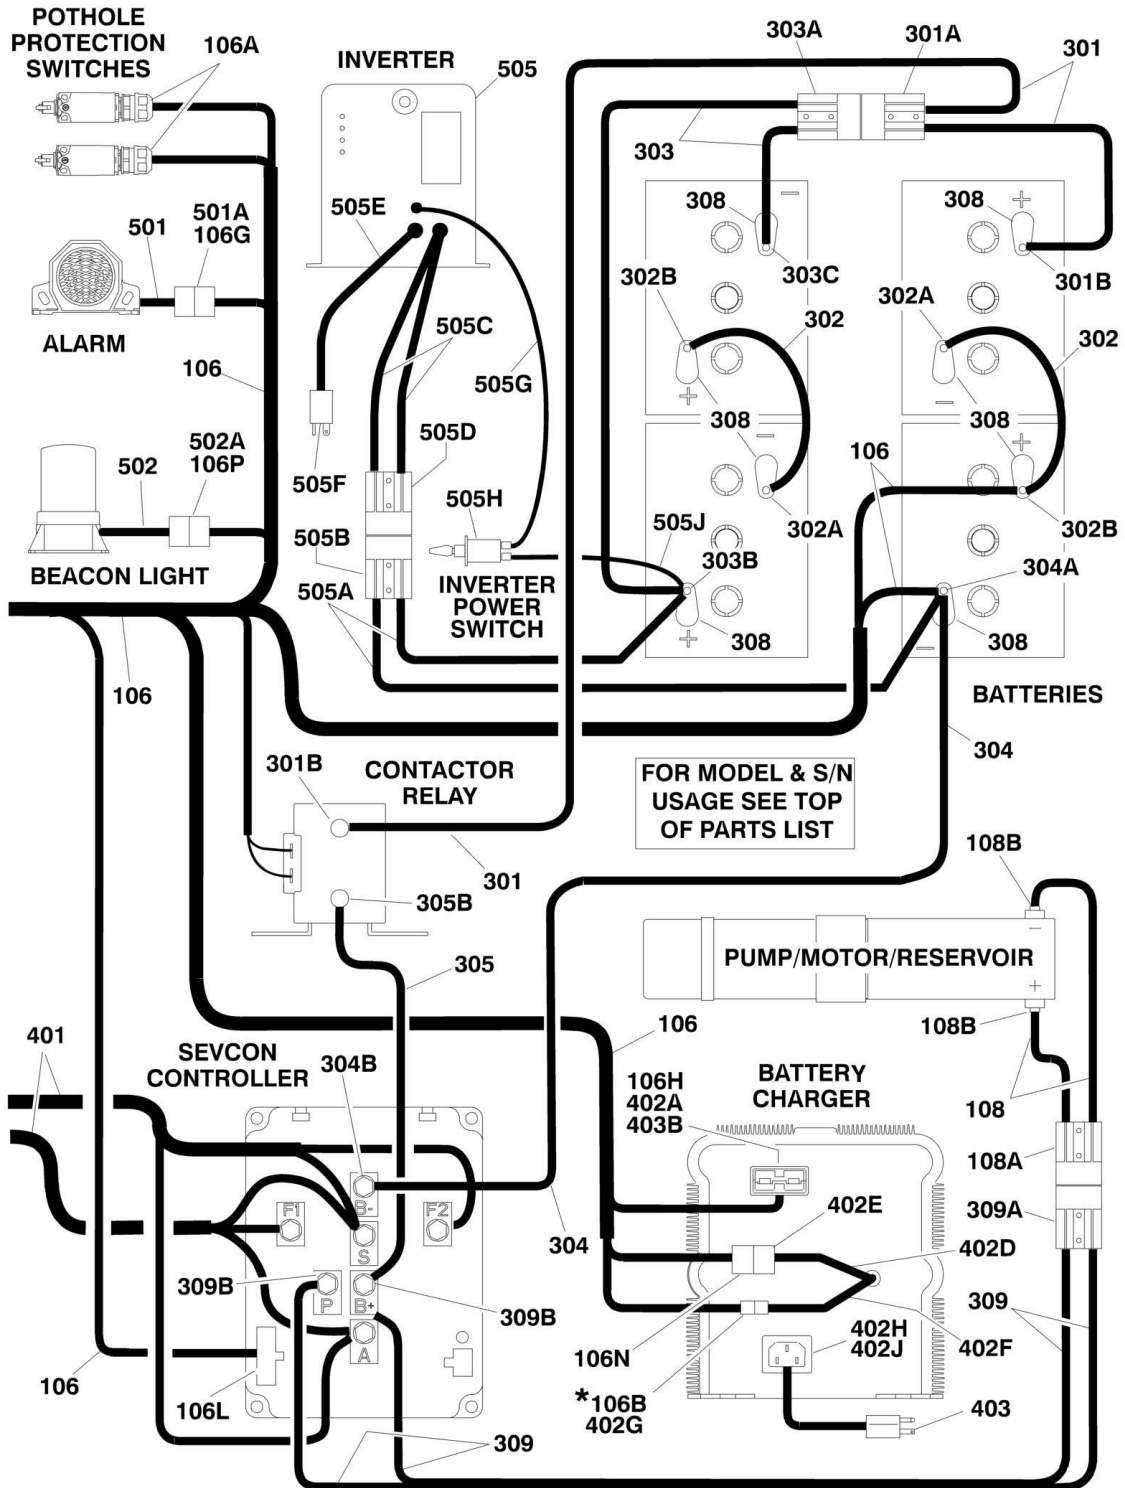 POTHOLE
PROTECTION
SWITCHES
106A
INVERTER
505
303A
301A
301
303
505E
501
501A
106G
308
−
308
+
302B
303C
302A
301B
ALARM
505C
302
302
106
505G
+
−
308
308
−
+
505D
106
502
502A
106P
505F
505H
505J
302A
302B
505B
303B
304A
BEACON LIGHT
505A
INVERTER
POWER
SWITCH
+
308
−
308
106
BATTERIES
304
301B
CONTACTOR
RELAY
FOR MODEL & S/N
USAGE SEE TOP
OF PARTS LIST
108B
301
305B
−
PUMP/MOTOR/RESERVOIR
+
305
108B
401
106
SEVCON
CONTROLLER
304B
106H
402A
403B
BATTERY
CHARGER
108
108A
B-
F1
F2
S
402E
309A
304
402D
309B
P
B+
309B
309
A
402H
402J
402F
106N
106
106L
*106B
402G
403
309